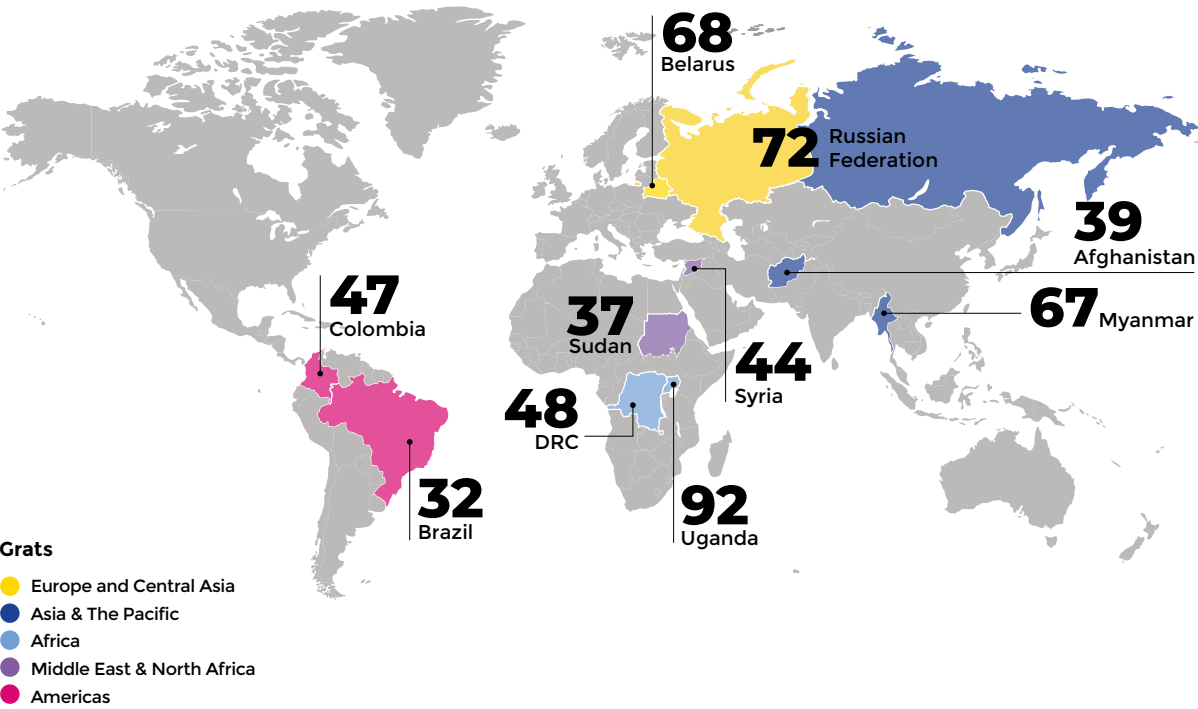 68
Belarus
72
Russian
Federation
39
Afghanistan
47
Colombia
37
Sudan
67
Myanmar
44
Syria
48
DRC
32
Brazil
92
Uganda
Grats
Europe and Central Asia
Asia & The Pacific
Africa
Middle East & North Africa
Americas